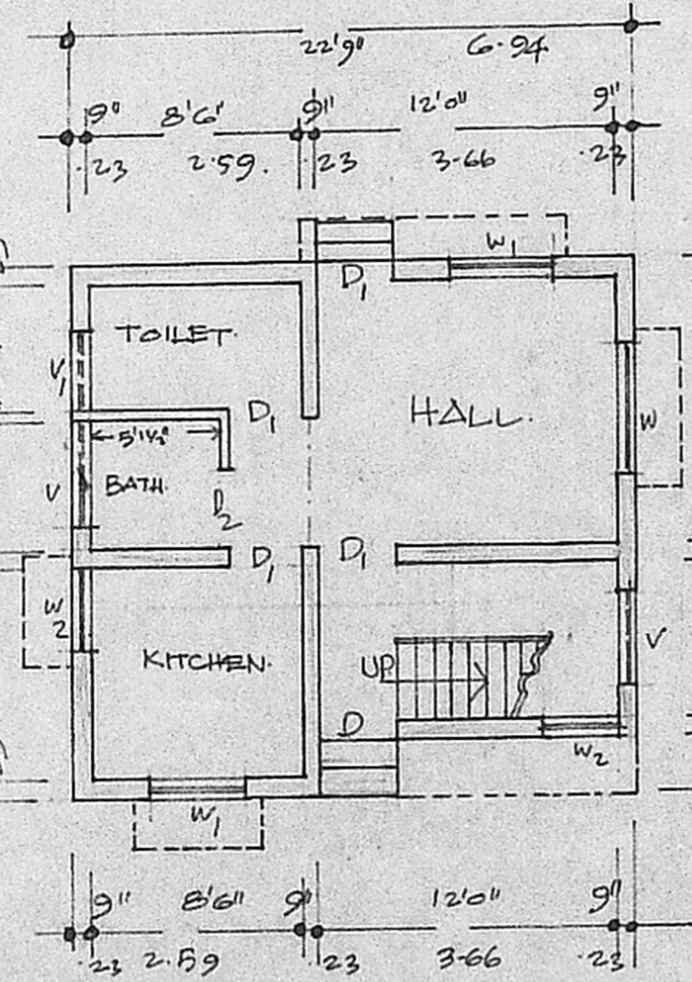 22'9" 6.94
9" 8'6" 9" 12'0" 9"
.23 2.59. .23 3.66 .23
W1
D1
TOILET.
V1
D1 HALL. W
5'1½"
V BATH.
D2
D1 D1
W2
V
KITCHEN. UP
D
W2
W1
9" 8'6" 9" 12'0" 9"
.23 2.59 .23 3.66 .23